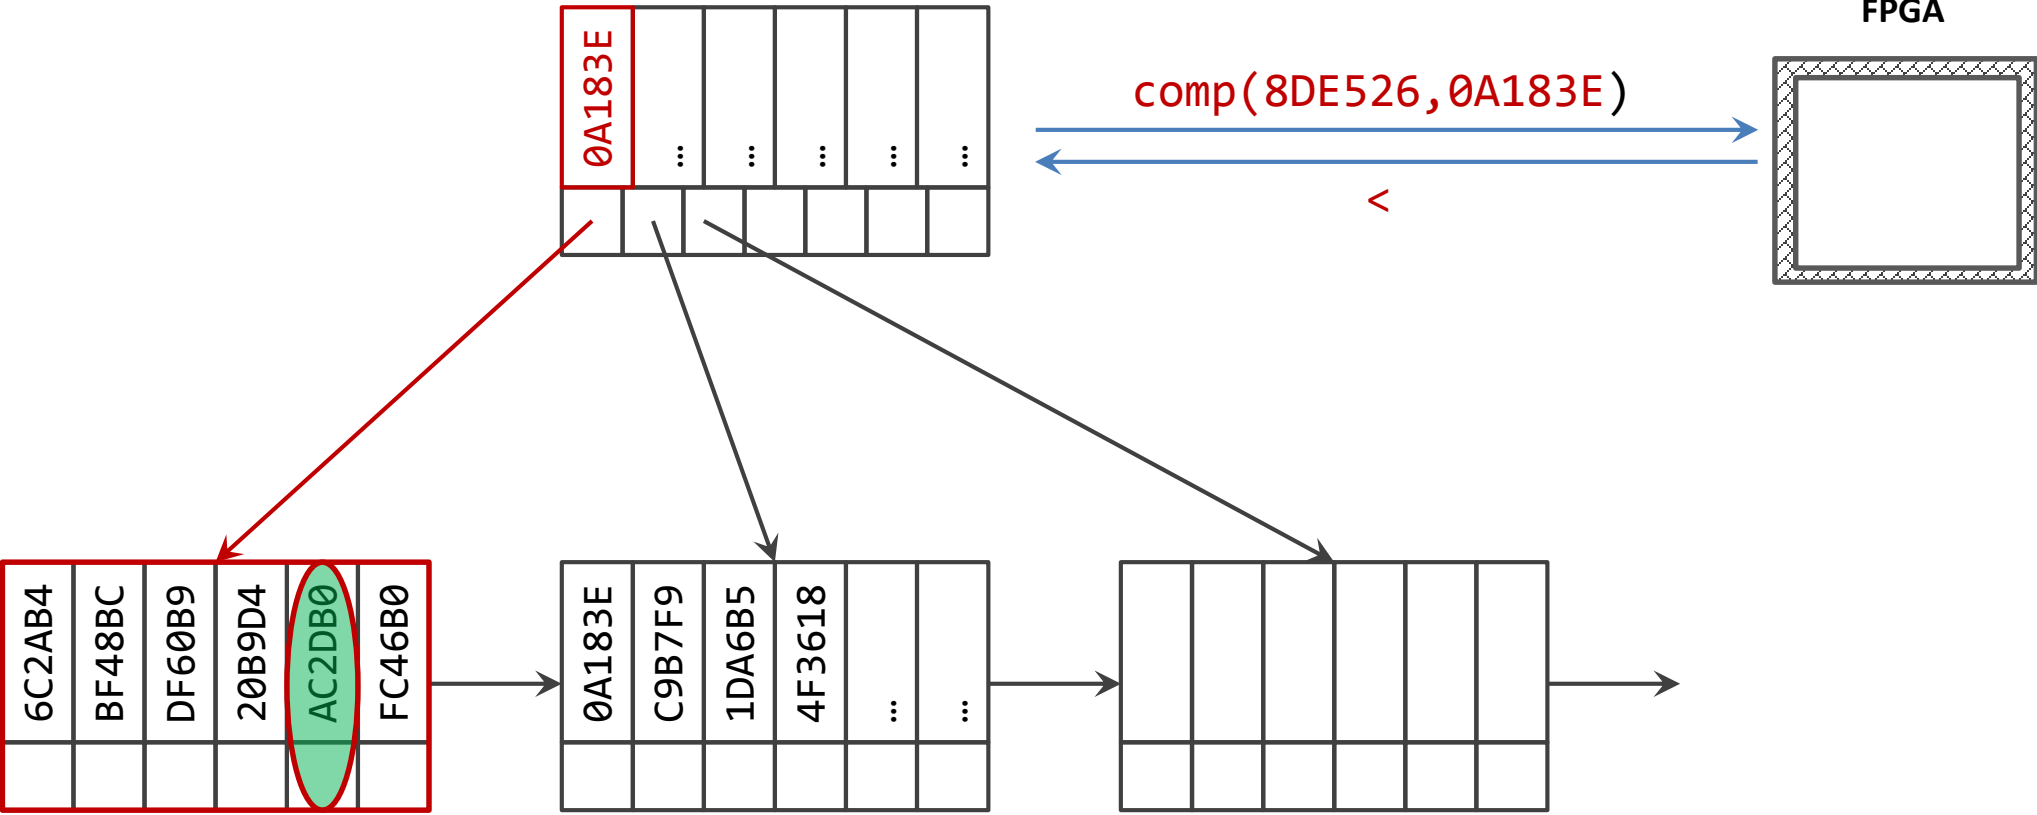 FPGA
0A183E
...
...
...
...
...
comp(8DE526,0A183E)
<
6C2AB4
BF48BC
DF60B9
20B9D4
AC2DB0
FC46B0
0A183E
C9B7F9
1DA6B5
4F3618
...
...